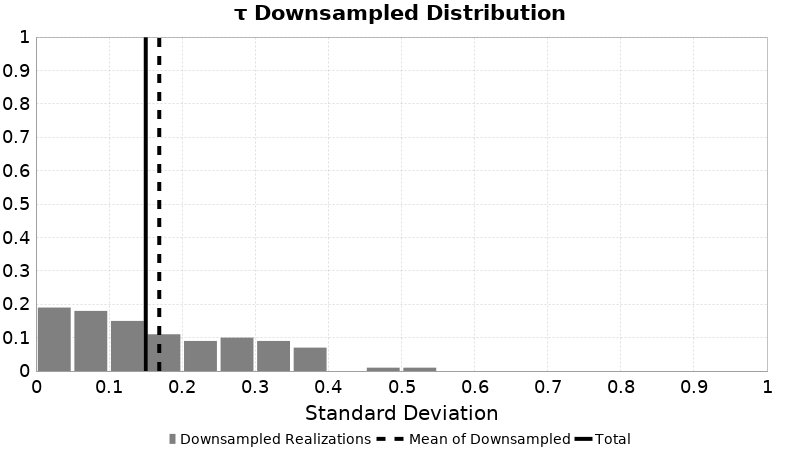 τ Downsampled Distribution
1
0.9
0.8
0.7
0.6
0.5
0.4
0.3
0.2
0.1
0
0 0.1 0.2 0.3 0.4 0.5 0.6 0.7 0.8 0.9 1
Standard Deviation
Downsampled Realizations Mean of Downsampled Total